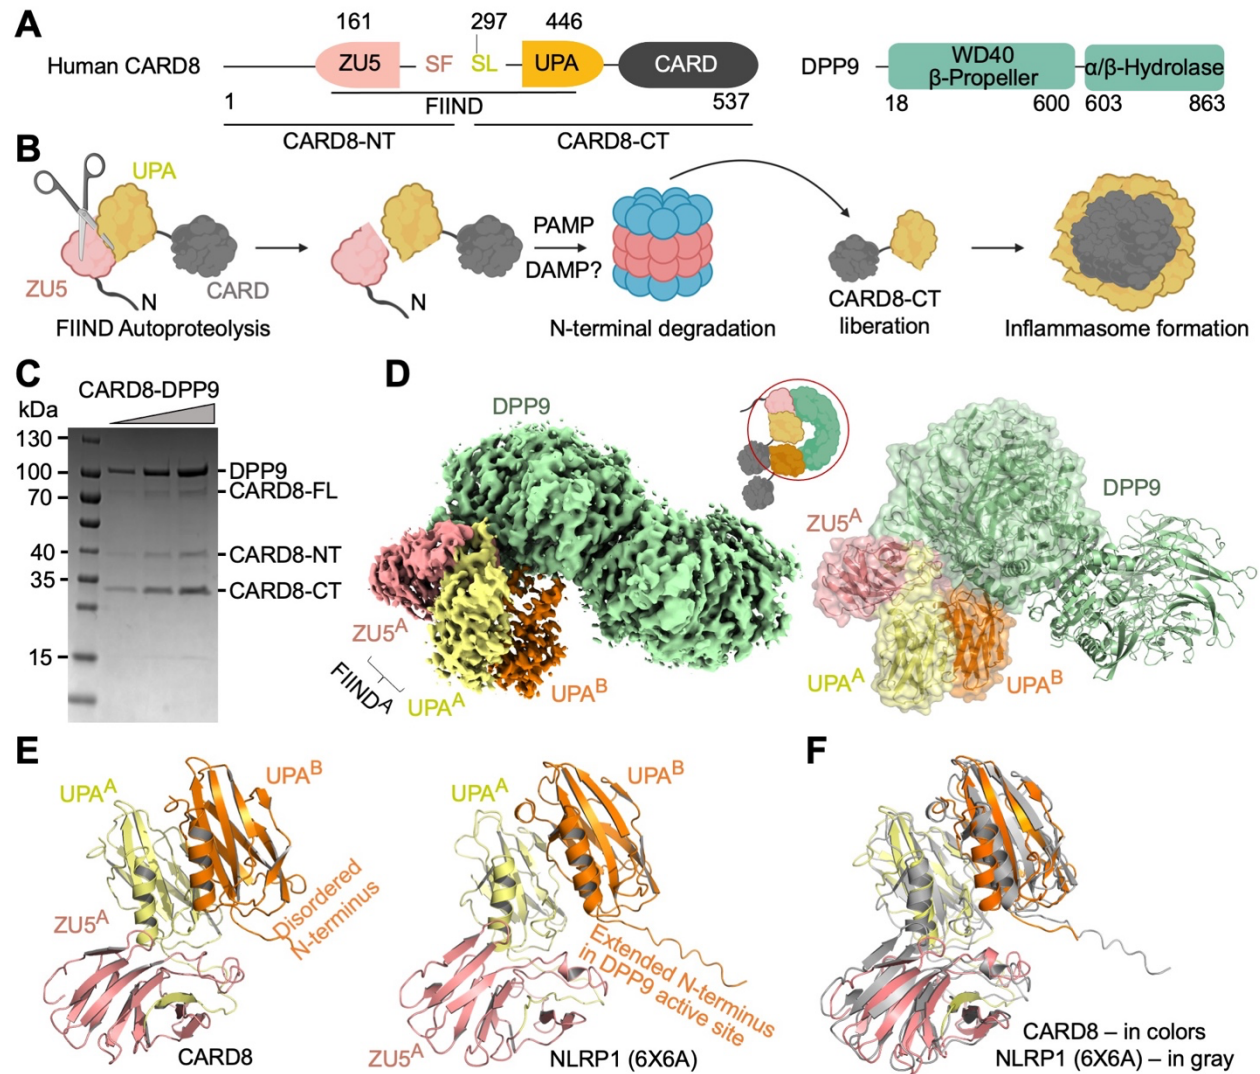 A
161
297
446
Human CARD8
ZU5
SF
SL
UPA
CARD
1
FIIND
537
CARD8-NT
CARD8-CT
DPP9
WD40
β-Propeller
α/β-Hydrolase
18
600
603
863
B
UPA
ZU5
CARD
N
FIIND Autoproteolysis
N
PAMP
DAMP?
N-terminal degradation
CARD8-CT
liberation
Inflammasome formation
C
CARD8-DPP9
kDa
130
100
70
40
35
15
DPP9
CARD8-FL
CARD8-NT
CARD8-CT
D
DPP9
ZU5ᴬ
FIINDᴬ
UPAᴬ
UPAᴮ
DPP9
ZU5ᴬ
UPAᴬ
UPAᴮ
E
UPAᴬ
UPAᴮ
ZU5ᴬ
Disordered
N-terminus
CARD8
UPAᴬ
UPAᴮ
Extended N-terminus
in DPP9 active site
ZU5ᴬ
NLRP1 (6X6A)
F
CARD8 – in colors
NLRP1 (6X6A) – in gray